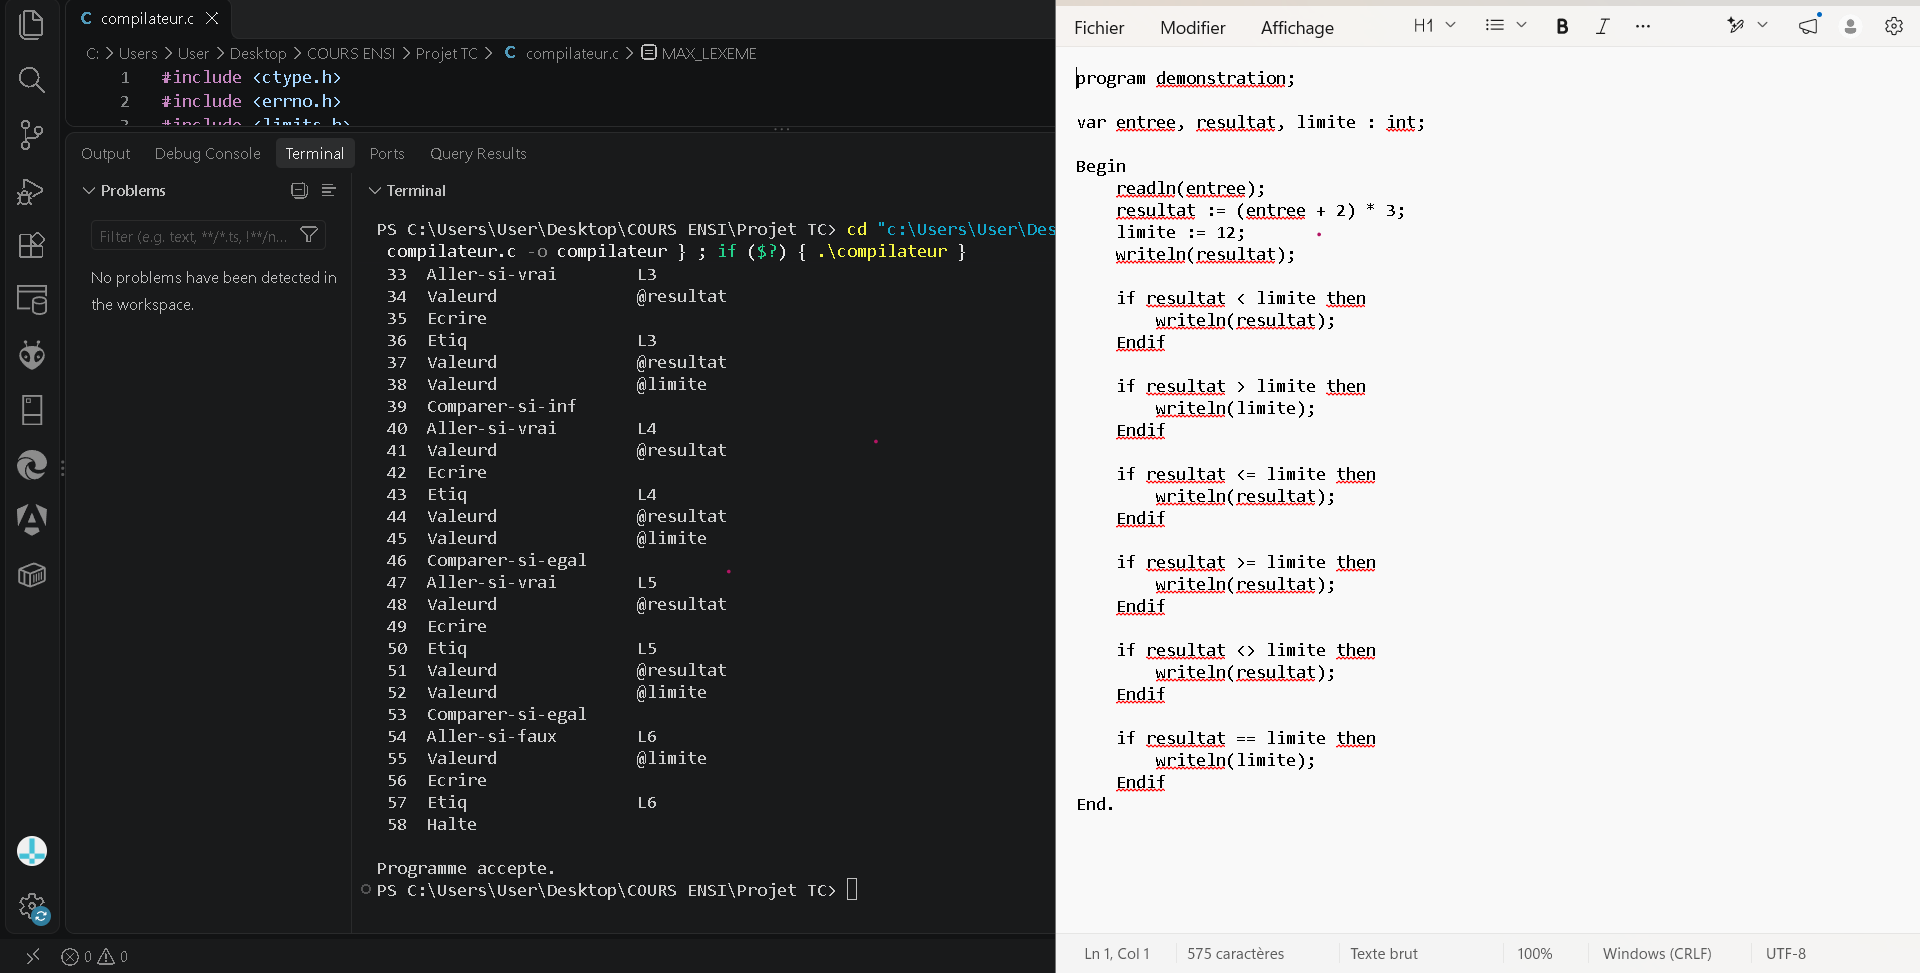 compilateur.c
C: > Users > User > Desktop > COURS ENSI > Projet TC > C compilateur.c > MAX_LEXEME
1 #include <ctype.h>
2 #include <errno.h>
3 #include <limits.h>
Output Debug Console Terminal Ports Query Results
Problems
Filter (e.g. text, **/*.ts, !**/n...
No problems have been detected in
the workspace.
Terminal
PS C:\Users\User\Desktop\COURS ENSI\Projet TC> cd "c:\Users\User\Des
compilateur.c -o compilateur } ; if ($?) { .\compilateur }
33 Aller-si-vrai L3
34 Valeurd @resultat
35 Ecrire
36 Etiq L3
37 Valeurd @resultat
38 Valeurd @limite
39 Comparer-si-inf
40 Aller-si-vrai L4
41 Valeurd @resultat
42 Ecrire
43 Etiq L4
44 Valeurd @resultat
45 Valeurd @limite
46 Comparer-si-egal
47 Aller-si-vrai L5
48 Valeurd @resultat
49 Ecrire
50 Etiq L5
51 Valeurd @resultat
52 Valeurd @limite
53 Comparer-si-egal
54 Aller-si-faux L6
55 Valeurd @limite
56 Ecrire
57 Etiq L6
58 Halte
Programme accepte.
PS C:\Users\User\Desktop\COURS ENSI\Projet TC>
0 0
Fichier Modifier Affichage H1 B I ...
program demonstration;
var entree, resultat, limite : int;
Begin
readln(entree);
resultat := (entree + 2) * 3;
limite := 12;
writeln(resultat);
if resultat < limite then
writeln(resultat);
Endif
if resultat > limite then
writeln(limite);
Endif
if resultat <= limite then
writeln(resultat);
Endif
if resultat >= limite then
writeln(resultat);
Endif
if resultat <> limite then
writeln(resultat);
Endif
if resultat == limite then
writeln(limite);
Endif
End.
Ln 1, Col 1 575 caractères Texte brut 100% Windows (CRLF) UTF-8